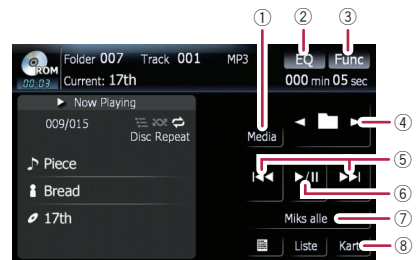 ① ② ③
ROM Folder 007 Track 001 MP3 EQ Func
00:03 Current: 17th 000 min 05 sec
Now Playing
009/015
Disc Repeat
Media
④
Piece
⑤
Bread
⑥
17th
Miks alle ⑦
Liste Kart ⑧